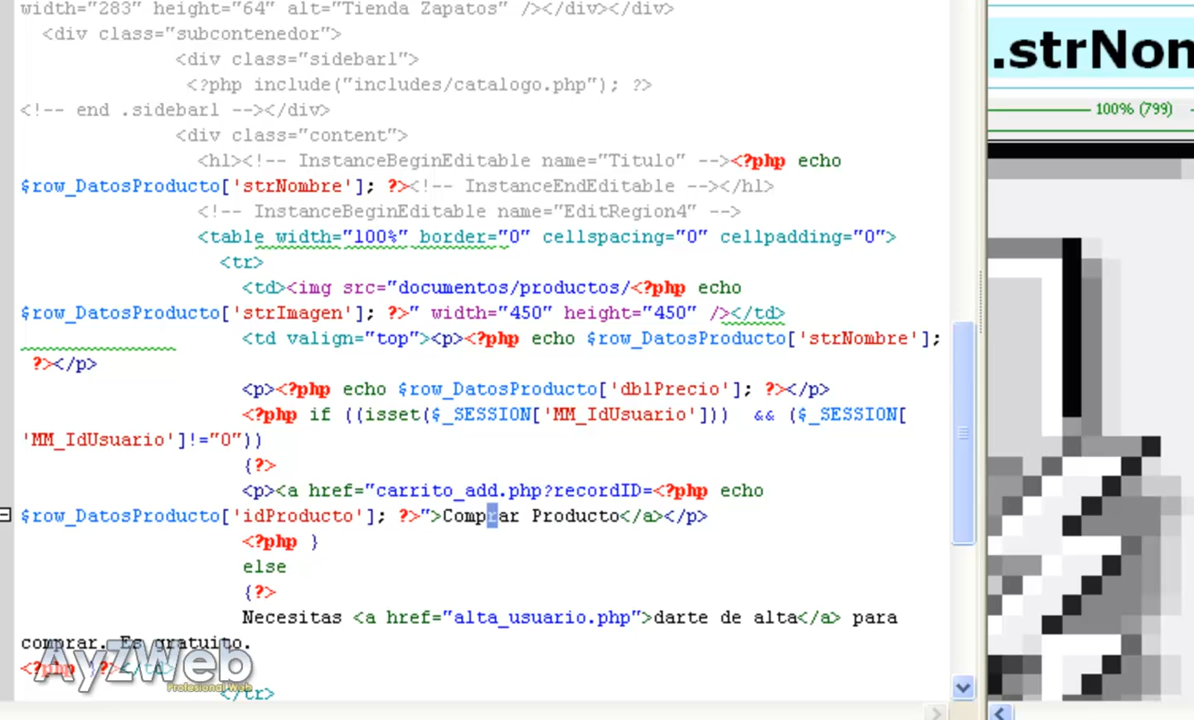 width="283" height="64" alt="Tienda Zapatos" /></div></div>
<div class="subcontenedor">
<div class="sidebar1">
<?php include("includes/catalogo.php"); ?>
<!-- end .sidebar1 --></div>
<div class="content">
<h1><!-- InstanceBeginEditable name="Titulo" --><?php echo
$row_DatosProducto['strNombre']; ?><!-- InstanceEndEditable --></h1>
<!-- InstanceBeginEditable name="EditRegion4" -->
<table width="100%" border="0" cellspacing="0" cellpadding="0">
<tr>
<td><img src="documentos/productos/<?php echo
$row_DatosProducto['strImagen']; ?>" width="450" height="450" /></td>
<td valign="top"><p><?php echo $row_DatosProducto['strNombre'];
?></p>
<p><?php echo $row_DatosProducto['dblPrecio']; ?></p>
<?php if ((isset($_SESSION['MM_IdUsuario'])) && ($_SESSION[
'MM_IdUsuario']!="0"))
{?>
<p><a href="carrito_add.php?recordID=<?php echo
$row_DatosProducto['idProducto']; ?>">Comprar Producto</a></p>
<?php }
else
{?>
Necesitas <a href="alta_usuario.php">darte de alta</a> para
comprar. Es gratuito.
<?php }?></td>
</tr>
.strNom
100% (799)
AyZWeb
Profesional Web